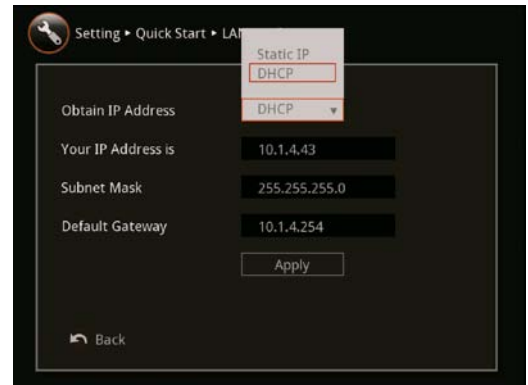 Setting ▸ Quick Start ▸
Static IP
DHCP
Obtain IP Address DHCP ▼
Your IP Address is 10.1.4.43
Subnet Mask 255.255.255.0
Default Gateway 10.1.4.254
Apply
Back